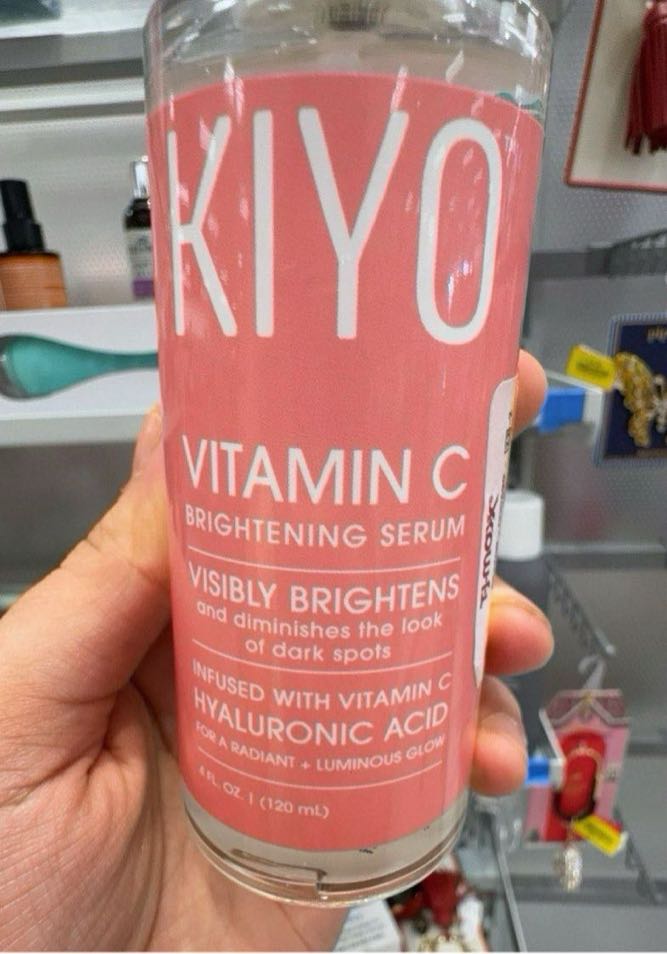 KIYO
VITAMIN C
BRIGHTENING SERUM
VISIBLY BRIGHTENS
and diminishes the look
of dark spots
INFUSED WITH VITAMIN C
HYALURONIC ACID
FOR A RADIANT + LUMINOUS GLOW
4 FL. OZ. | (120 mL)